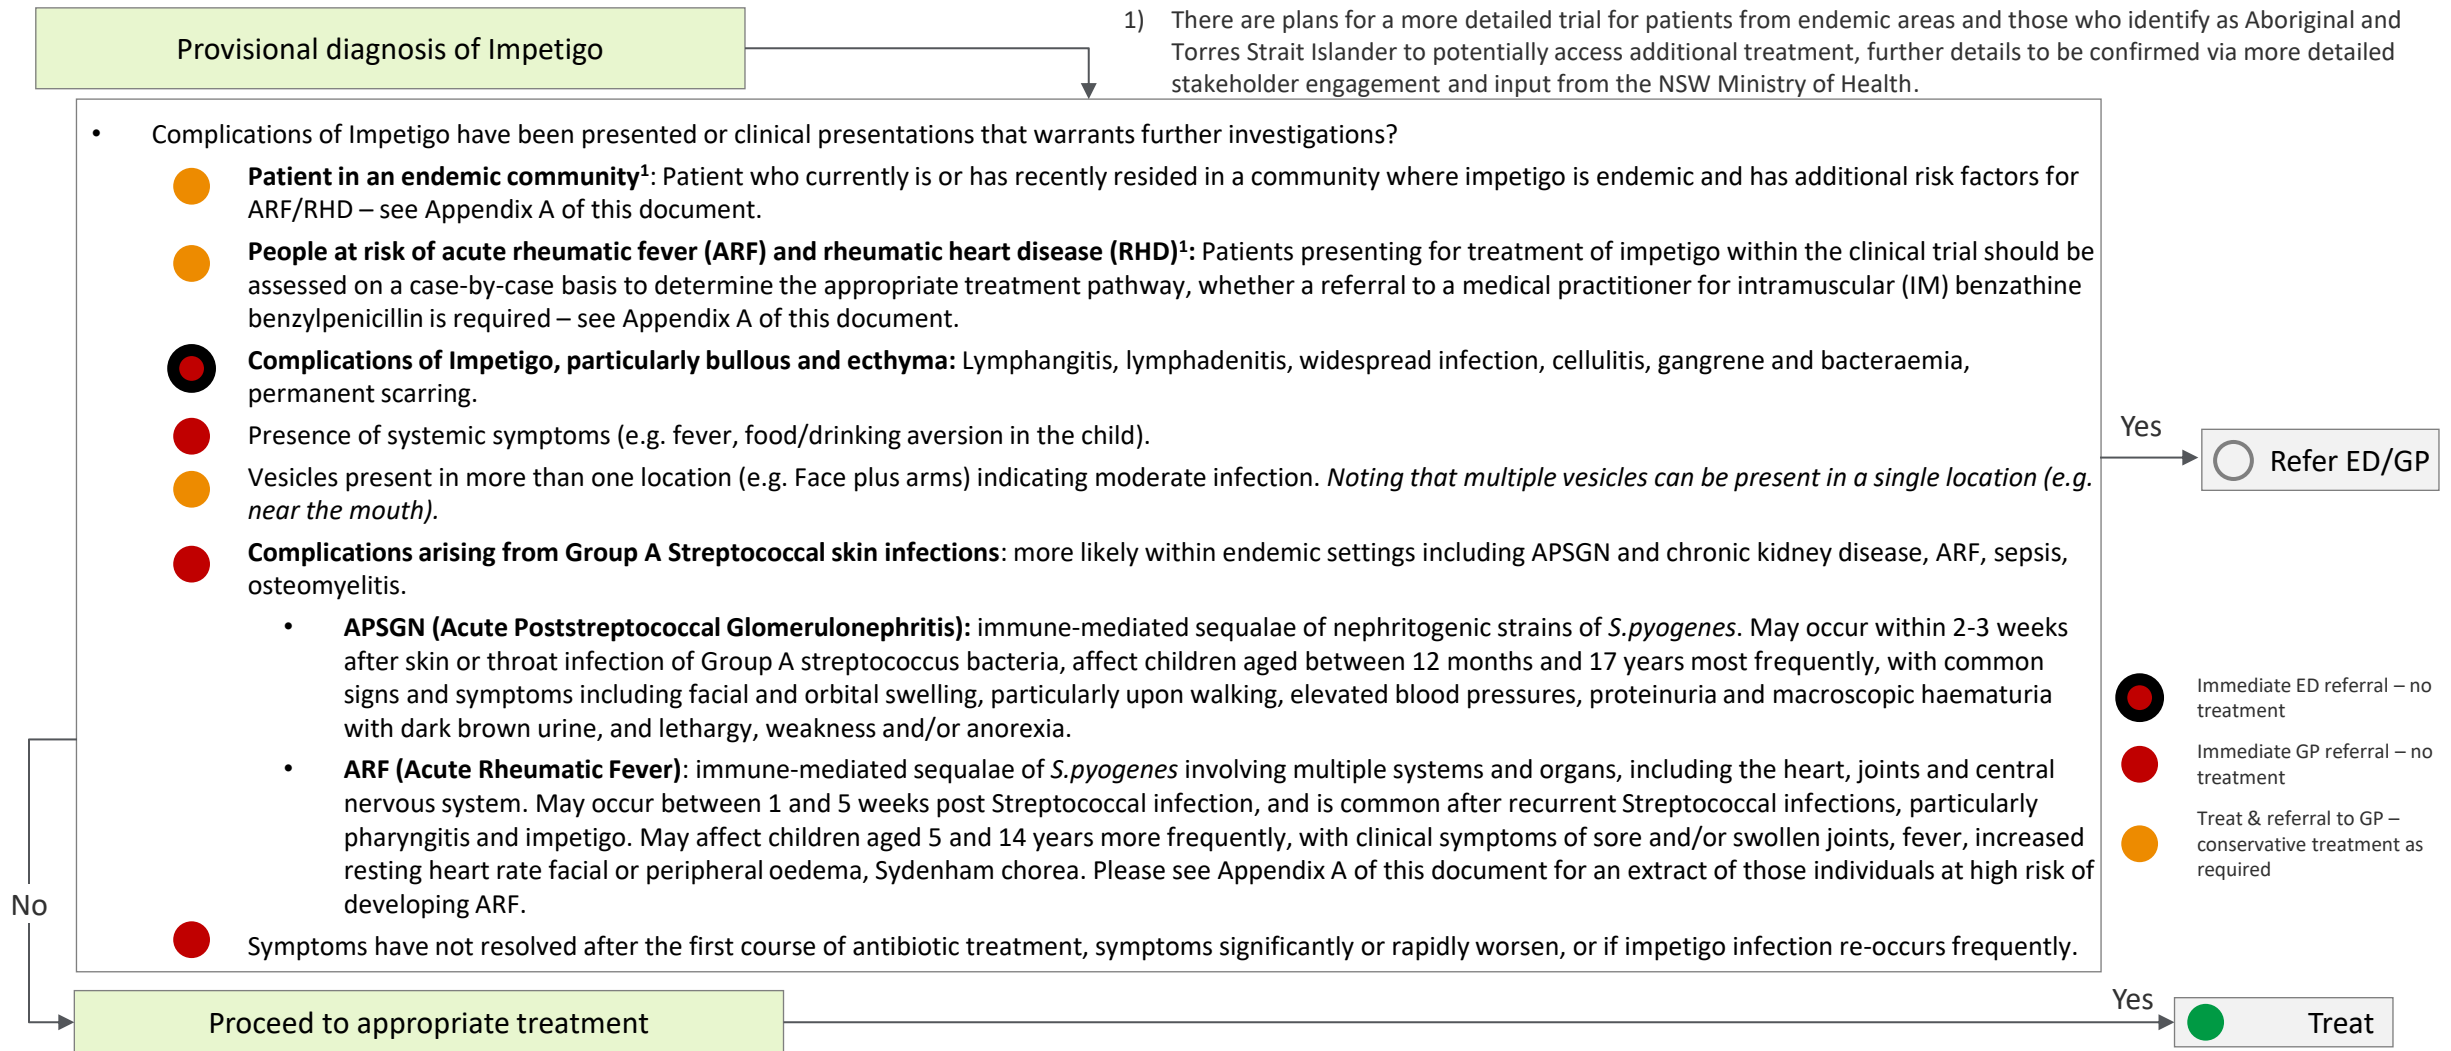 Provisional diagnosis of Impetigo
1) There are plans for a more detailed trial for patients from endemic areas and those who identify as Aboriginal and
Torres Strait Islander to potentially access additional treatment, further details to be confirmed via more detailed
stakeholder engagement and input from the NSW Ministry of Health.
• Complications of Impetigo have been presented or clinical presentations that warrants further investigations?
Patient in an endemic community1: Patient who currently is or has recently resided in a community where impetigo is endemic and has additional risk factors for
ARF/RHD – see Appendix A of this document.
People at risk of acute rheumatic fever (ARF) and rheumatic heart disease (RHD)1: Patients presenting for treatment of impetigo within the clinical trial should be
assessed on a case-by-case basis to determine the appropriate treatment pathway, whether a referral to a medical practitioner for intramuscular (IM) benzathine
benzylpenicillin is required – see Appendix A of this document.
Complications of Impetigo, particularly bullous and ecthyma: Lymphangitis, lymphadenitis, widespread infection, cellulitis, gangrene and bacteraemia,
permanent scarring.
Presence of systemic symptoms (e.g. fever, food/drinking aversion in the child).
Vesicles present in more than one location (e.g. Face plus arms) indicating moderate infection. Noting that multiple vesicles can be present in a single location (e.g.
near the mouth).
Complications arising from Group A Streptococcal skin infections: more likely within endemic settings including APSGN and chronic kidney disease, ARF, sepsis,
osteomyelitis.
• APSGN (Acute Poststreptococcal Glomerulonephritis): immune-mediated sequalae of nephritogenic strains of S.pyogenes. May occur within 2-3 weeks
after skin or throat infection of Group A streptococcus bacteria, affect children aged between 12 months and 17 years most frequently, with common
signs and symptoms including facial and orbital swelling, particularly upon walking, elevated blood pressures, proteinuria and macroscopic haematuria
with dark brown urine, and lethargy, weakness and/or anorexia.
• ARF (Acute Rheumatic Fever): immune-mediated sequalae of S.pyogenes involving multiple systems and organs, including the heart, joints and central
nervous system. May occur between 1 and 5 weeks post Streptococcal infection, and is common after recurrent Streptococcal infections, particularly
pharyngitis and impetigo. May affect children aged 5 and 14 years more frequently, with clinical symptoms of sore and/or swollen joints, fever, increased
resting heart rate facial or peripheral oedema, Sydenham chorea. Please see Appendix A of this document for an extract of those individuals at high risk of
developing ARF.
Symptoms have not resolved after the first course of antibiotic treatment, symptoms significantly or rapidly worsen, or if impetigo infection re-occurs frequently.
Yes
Refer ED/GP
Immediate ED referral – no
treatment
Immediate GP referral – no
treatment
Treat & referral to GP –
conservative treatment as
required
No
Proceed to appropriate treatment
Yes
Treat